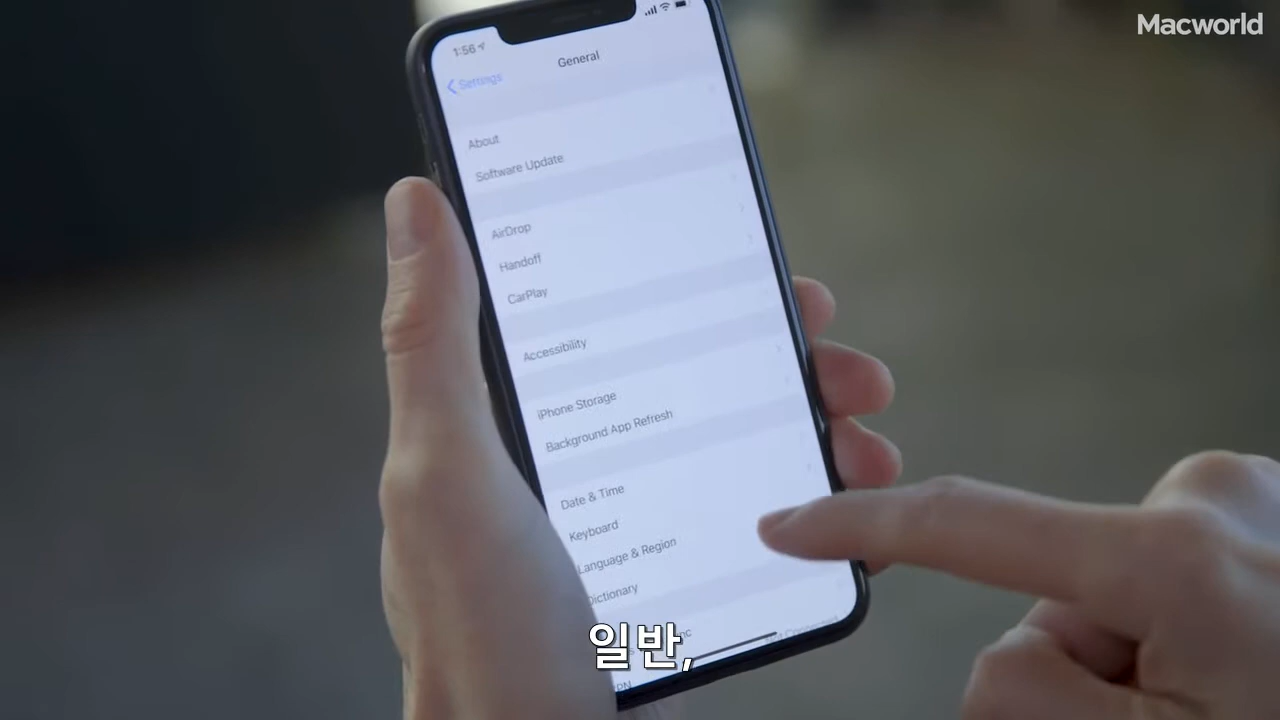 Macworld
1:56
General
Settings
About
Software Update
AirDrop
Handoff
CarPlay
Accessibility
iPhone Storage
Background App Refresh
Date & Time
Keyboard
Language & Region
Dictionary
일반,